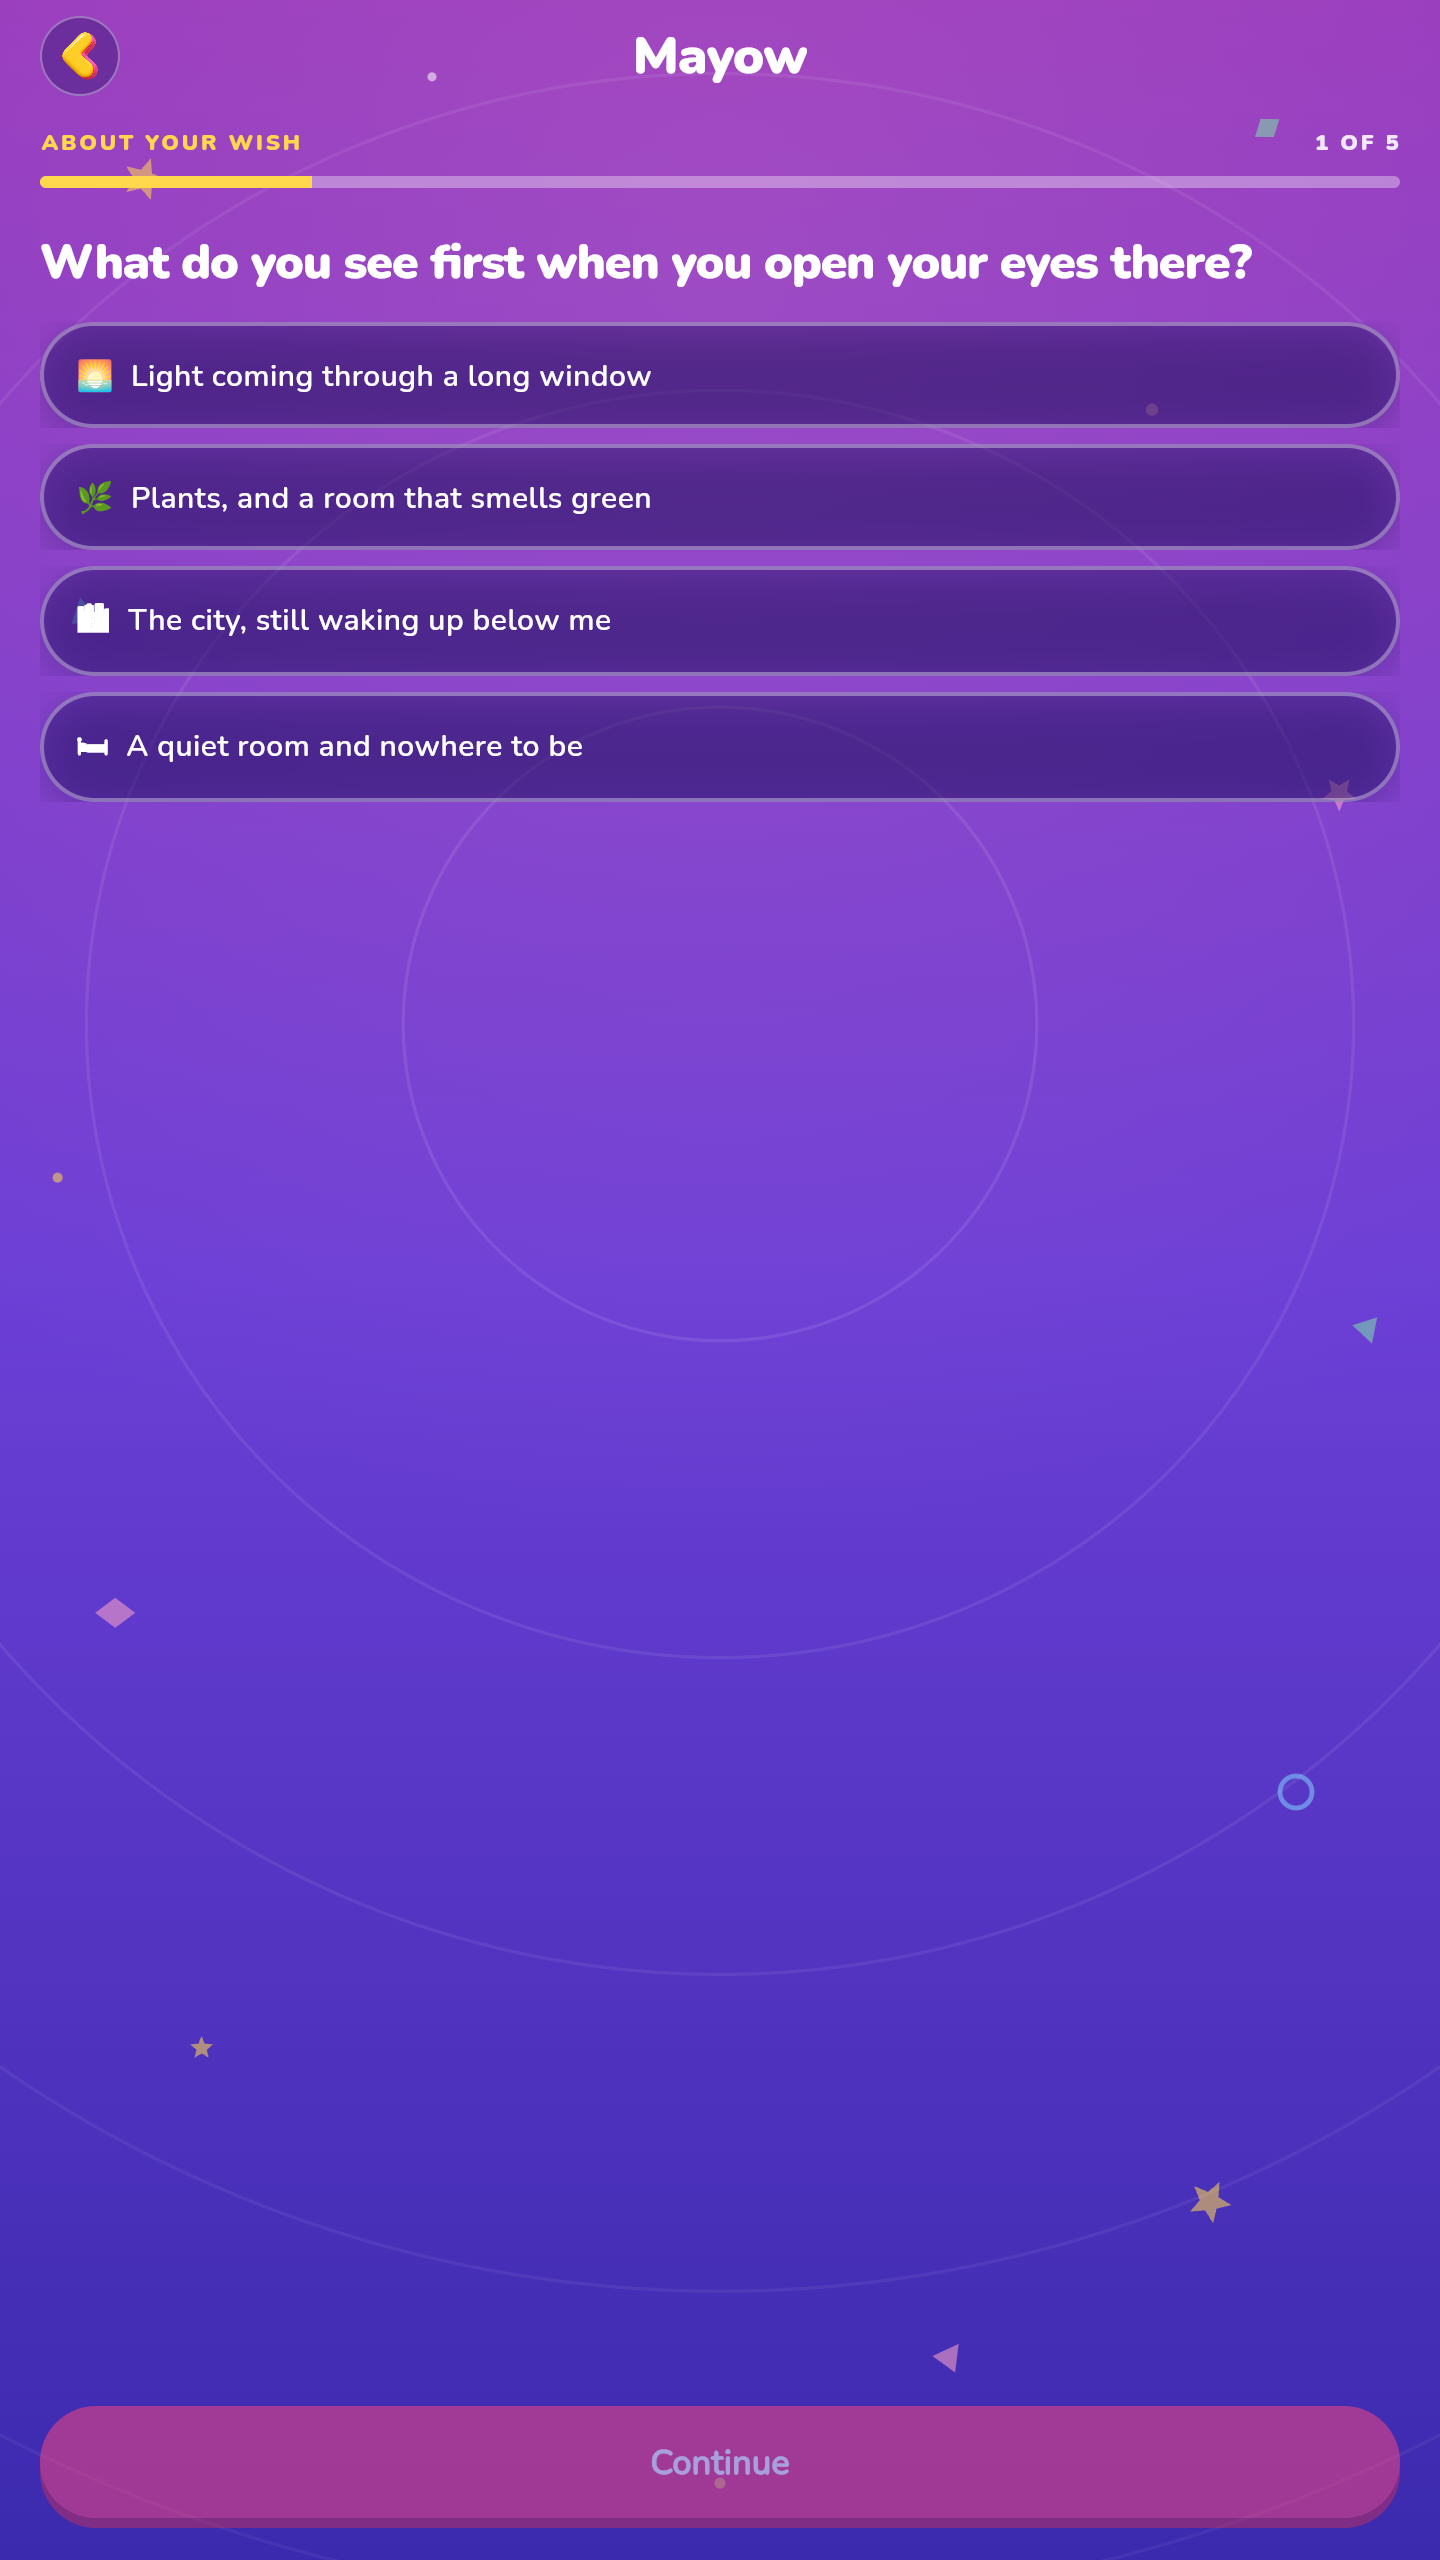 Mayow
ABOUT YOUR WISH
1 OF 5
What do you see first when you open your eyes there?
Light coming through a long window
Plants, and a room that smells green
The city, still waking up below me
A quiet room and nowhere to be
Continue